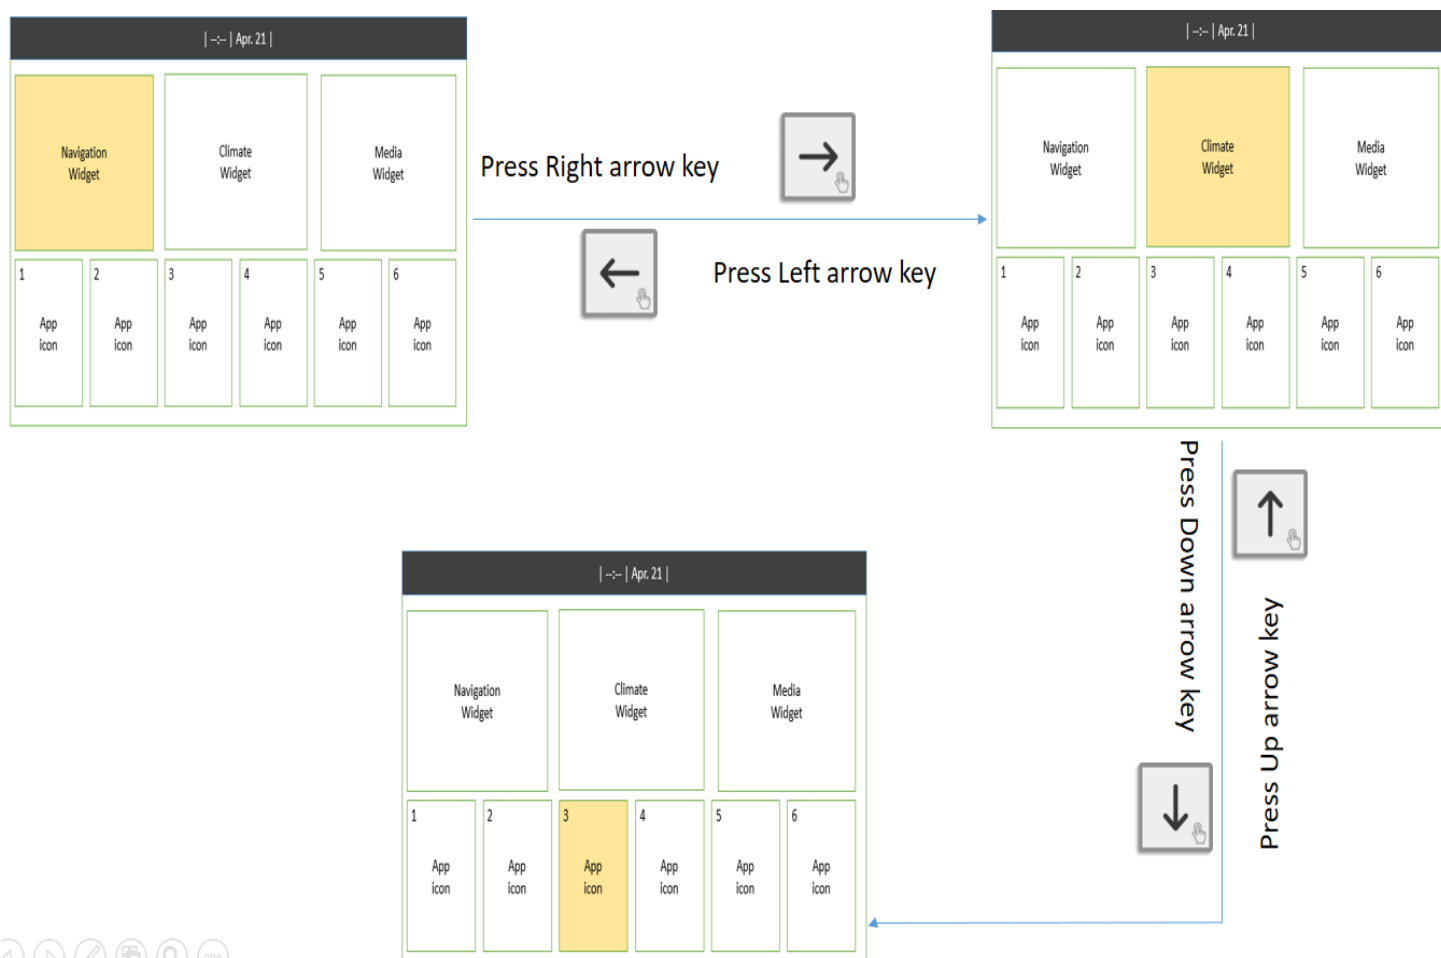 | --:-- | Apr. 21 |
Navigation
Widget
Climate
Widget
Media
Widget
1
2
3
4
5
6
App
icon
App
icon
App
icon
App
icon
App
icon
App
icon
Press Right arrow key
Press Left arrow key
| --:-- | Apr. 21 |
Navigation
Widget
Climate
Widget
Media
Widget
1
2
3
4
5
6
App
icon
App
icon
App
icon
App
icon
App
icon
App
icon
Press Down arrow key
Press Up arrow key
| --:-- | Apr. 21 |
Navigation
Widget
Climate
Widget
Media
Widget
1
2
3
4
5
6
App
icon
App
icon
App
icon
App
icon
App
icon
App
icon